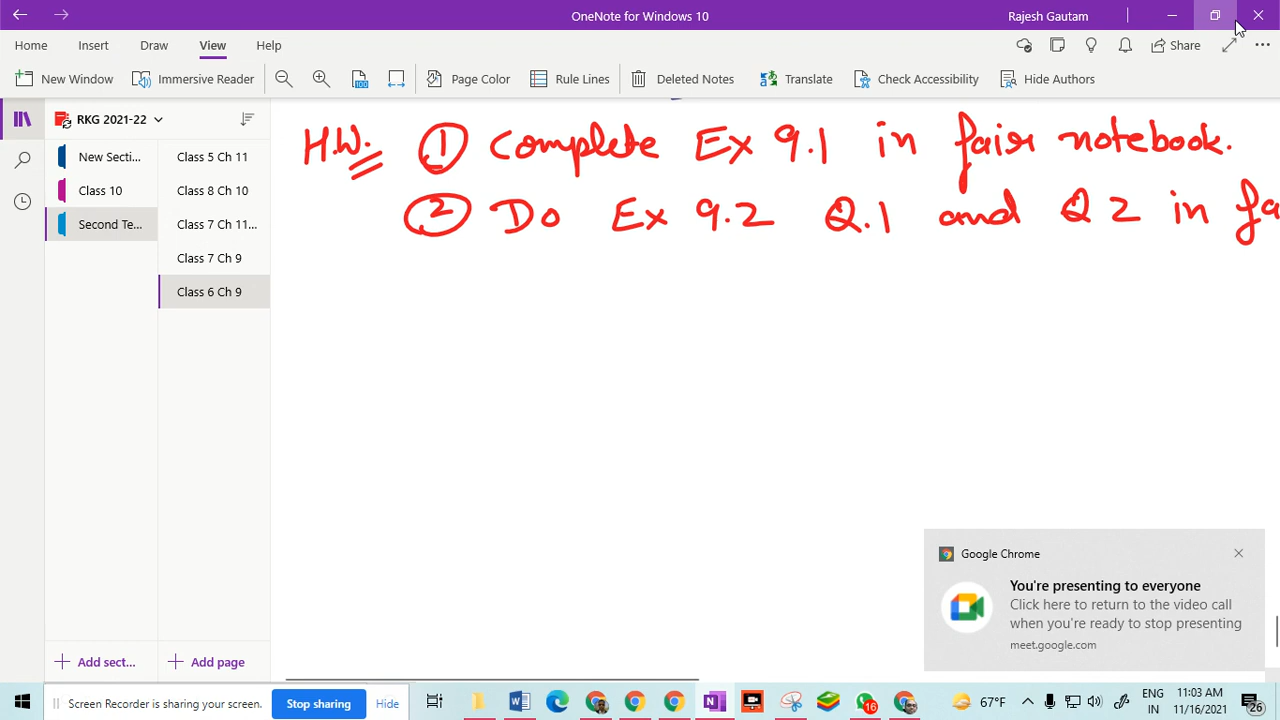 OneNote for Windows 10
Rajesh Gautam
Home Insert Draw View Help
Share
New Window Immersive Reader Page Color Rule Lines Deleted Notes Translate Check Accessibility Hide Authors
RKG 2021-22
New Secti...
Class 10
Second Te...
Class 5 Ch 11
Class 8 Ch 10
Class 7 Ch 11...
Class 7 Ch 9
Class 6 Ch 9
H.W. ① Complete Ex 9.1 in fair notebook.
② Do Ex 9.2 Q.1 and Q 2 in fa
Google Chrome
You're presenting to everyone
Click here to return to the video call
when you're ready to stop presenting
meet.google.com
Add sect...
Add page
Screen Recorder is sharing your screen.
Stop sharing
Hide
16
67°F
ENG
IN
11:03 AM
11/16/2021
26